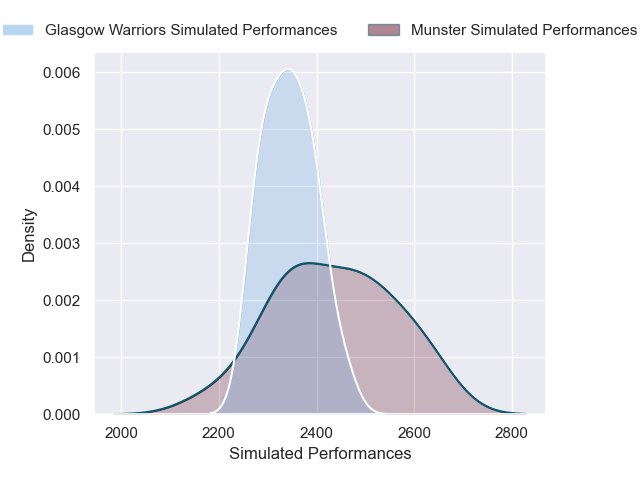 Glasgow Warriors Simulated Performances Munster Simulated Performances
0.006
0.005
0.004
0.003
0.002
0.001
0.000
Density
2000 2200 2400 2600 2800
Simulated Performances